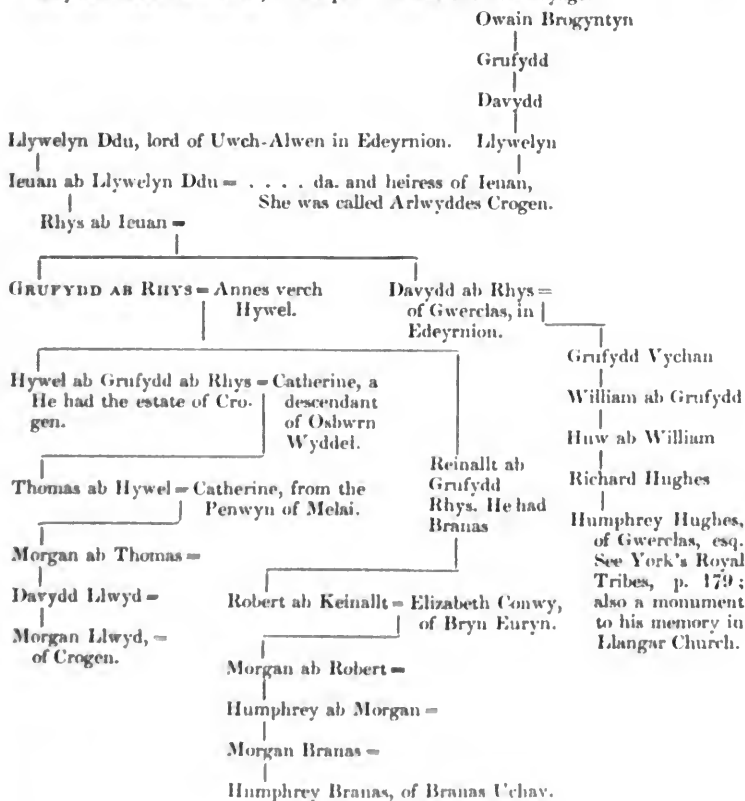 Owain Brogyntyn
Grufydd
Davydd
Llywelyn Ddu, lord of Uwch-Alwen in Edeyrnion. Llywelyn
Ieuan ab Llywelyn Ddu = . . . . da. and heiress of Ieuan,
She was called Arlwyddes Crogen.
Rhys ab Ieuan =
GRUFYDD AB RHYS = Annes verch
Hywel.
Davydd ab Rhys =
of Gwerclas, in
Edeyrnion.
Grufydd Vychan
William ab Grufydd
Huw ab William
Richard Hughes
Humphrey Hughes,
of Gwerclas, esq.
See York's Royal
Tribes, p. 179;
also a monument
to his memory in
Llangar Church.
Hywel ab Grufydd ab Rhys = Catherine, a
He had the estate of Cro-
gen.
descendant
of Osbwrn
Wyddel.
Reinallt ab
Grufydd
Rhys. He had
Branas
Thomas ab Hywel = Catherine, from the
Penwyn of Melai.
Morgan ab Thomas =
Davydd Llwyd =
Morgan Llwyd, =
of Crogen.
Robert ab Keinallt = Elizabeth Conwy,
of Bryn Euryn.
Morgan ab Robert =
Humphrey ab Morgan =
Morgan Branas =
Humphrey Branas, of Branas Uchav.